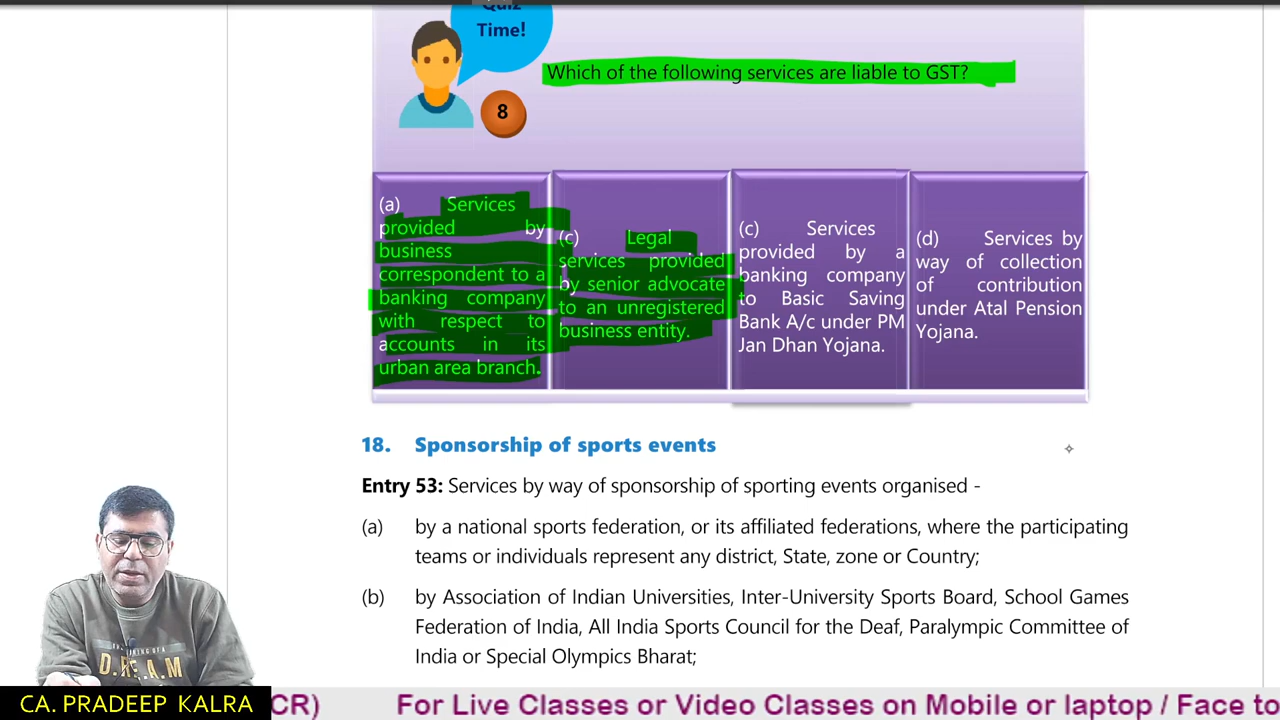 Quiz
Time!
Which of the following services are liable to GST?
8
(a) Services
provided by
business
correspondent to a
banking company
with respect to
accounts in its
urban area branch.
(c) Legal
services provided
by senior advocate
to an unregistered
business entity.
(c) Services
provided by a
banking company
to Basic Saving
Bank A/c under PM
Jan Dhan Yojana.
(d) Services by
way of collection
of contribution
under Atal Pension
Yojana.
18. Sponsorship of sports events
Entry 53: Services by way of sponsorship of sporting events organised -
(a) by a national sports federation, or its affiliated federations, where the participating
teams or individuals represent any district, State, zone or Country;
(b) by Association of Indian Universities, Inter-University Sports Board, School Games
Federation of India, All India Sports Council for the Deaf, Paralympic Committee of
India or Special Olympics Bharat;
D.R.E.A.M
CA. PRADEEP KALRA
CR) For Live Classes or Video Classes on Mobile or laptop / Face to